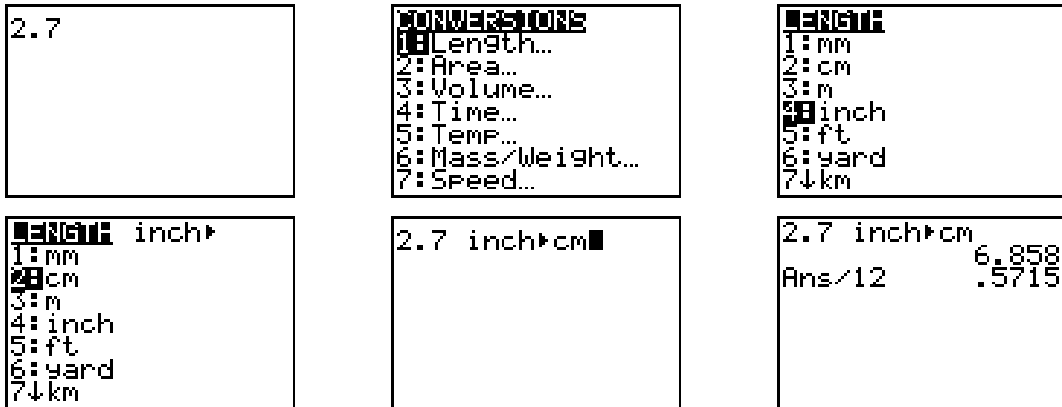 2.7
CONVERSIONS
1:Length…
2:Area…
3:Volume…
4:Time…
5:Temp…
6:Mass/Weight…
7:Speed…
LENGTH
1:mm
2:cm
3:m
4:inch
5:ft
6:yard
7↓km
LENGTH inch▸
1:mm
2:cm
3:m
4:inch
5:ft
6:yard
7↓km
2.7 inch▸cm
2.7 inch▸cm
6.858
Ans/12 .5715